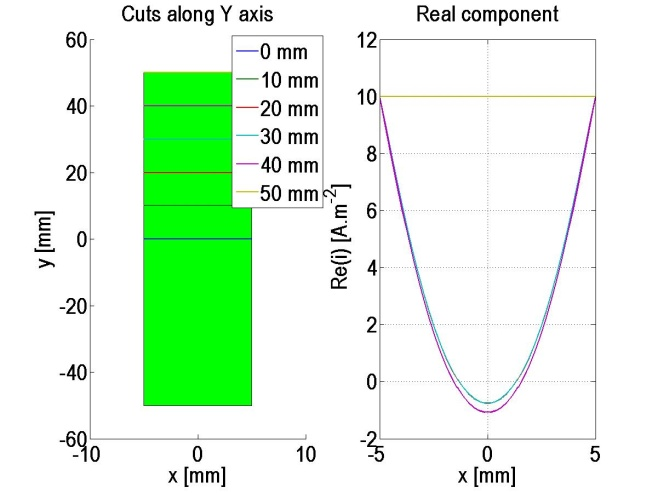 Cuts along Y axis
Real component
60
40
20
0
-20
-40
-60
-10
0
10
y [mm]
x [mm]
0 mm
10 mm
20 mm
30 mm
40 mm
50 mm
12
10
8
6
4
2
0
-2
-5
0
5
Re(i) [A.m-2]
x [mm]